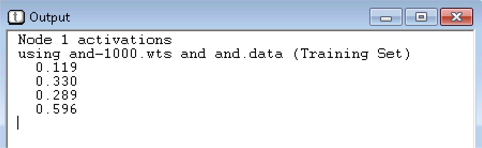 Output
Node 1 activations
using and-1000.wts and and.data (Training Set)
0.119
0.330
0.289
0.596